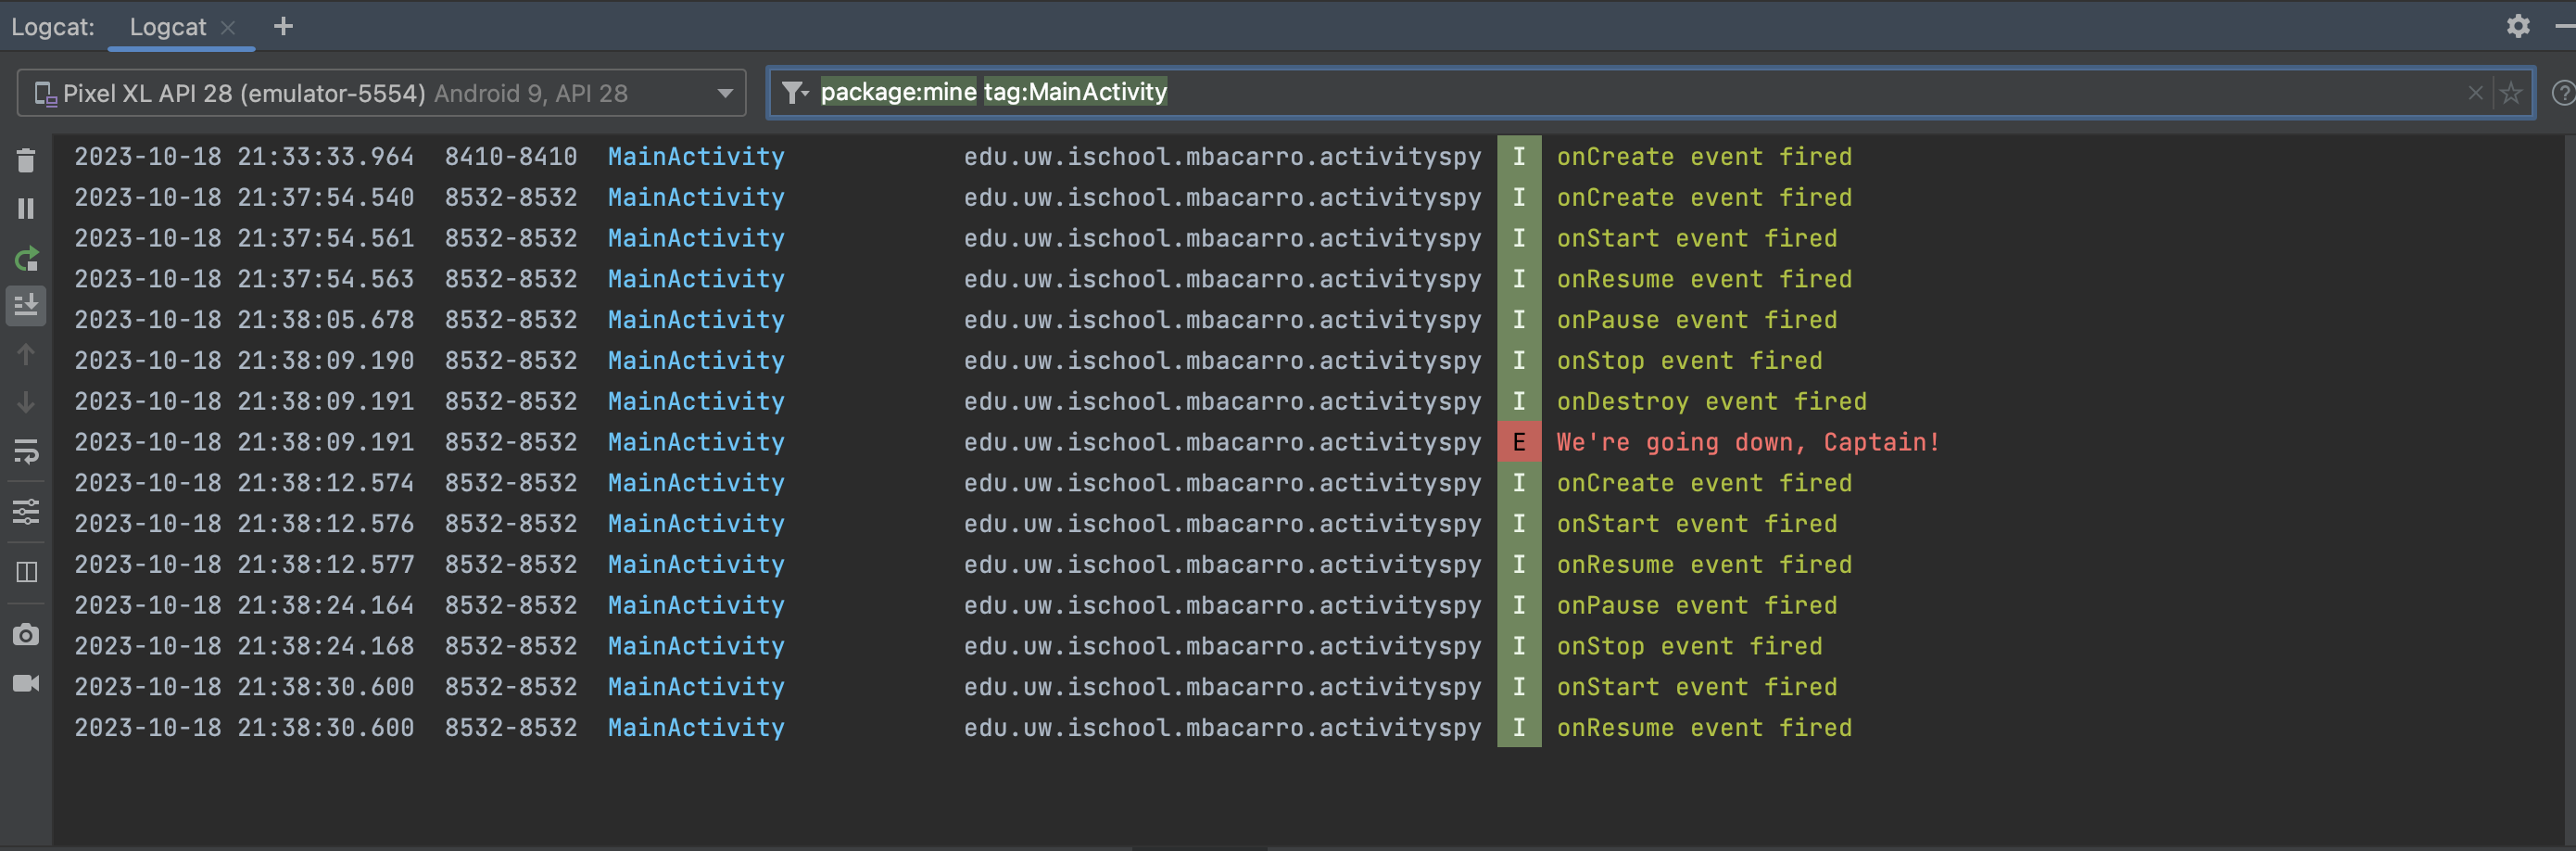 Logcat: Logcat
Pixel XL API 28 (emulator-5554) Android 9, API 28 package:mine tag:MainActivity
2023-10-18 21:33:33.964 8410-8410 MainActivity edu.uw.ischool.mbacarro.activityspy I onCreate event fired
2023-10-18 21:37:54.540 8532-8532 MainActivity edu.uw.ischool.mbacarro.activityspy I onCreate event fired
2023-10-18 21:37:54.561 8532-8532 MainActivity edu.uw.ischool.mbacarro.activityspy I onStart event fired
2023-10-18 21:37:54.563 8532-8532 MainActivity edu.uw.ischool.mbacarro.activityspy I onResume event fired
2023-10-18 21:38:05.678 8532-8532 MainActivity edu.uw.ischool.mbacarro.activityspy I onPause event fired
2023-10-18 21:38:09.190 8532-8532 MainActivity edu.uw.ischool.mbacarro.activityspy I onStop event fired
2023-10-18 21:38:09.191 8532-8532 MainActivity edu.uw.ischool.mbacarro.activityspy I onDestroy event fired
2023-10-18 21:38:09.191 8532-8532 MainActivity edu.uw.ischool.mbacarro.activityspy E We're going down, Captain!
2023-10-18 21:38:12.574 8532-8532 MainActivity edu.uw.ischool.mbacarro.activityspy I onCreate event fired
2023-10-18 21:38:12.576 8532-8532 MainActivity edu.uw.ischool.mbacarro.activityspy I onStart event fired
2023-10-18 21:38:12.577 8532-8532 MainActivity edu.uw.ischool.mbacarro.activityspy I onResume event fired
2023-10-18 21:38:24.164 8532-8532 MainActivity edu.uw.ischool.mbacarro.activityspy I onPause event fired
2023-10-18 21:38:24.168 8532-8532 MainActivity edu.uw.ischool.mbacarro.activityspy I onStop event fired
2023-10-18 21:38:30.600 8532-8532 MainActivity edu.uw.ischool.mbacarro.activityspy I onStart event fired
2023-10-18 21:38:30.600 8532-8532 MainActivity edu.uw.ischool.mbacarro.activityspy I onResume event fired